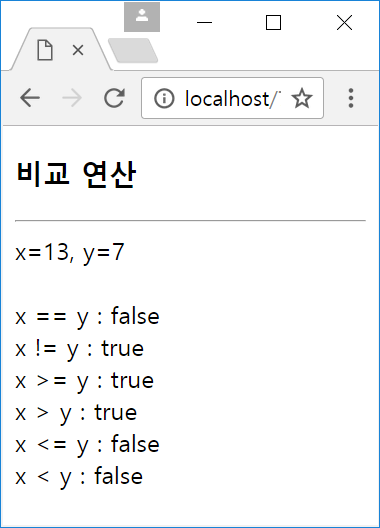 localhost/
비교 연산
x=13, y=7
x == y : false
x != y : true
x >= y : true
x > y : true
x <= y : false
x < y : false